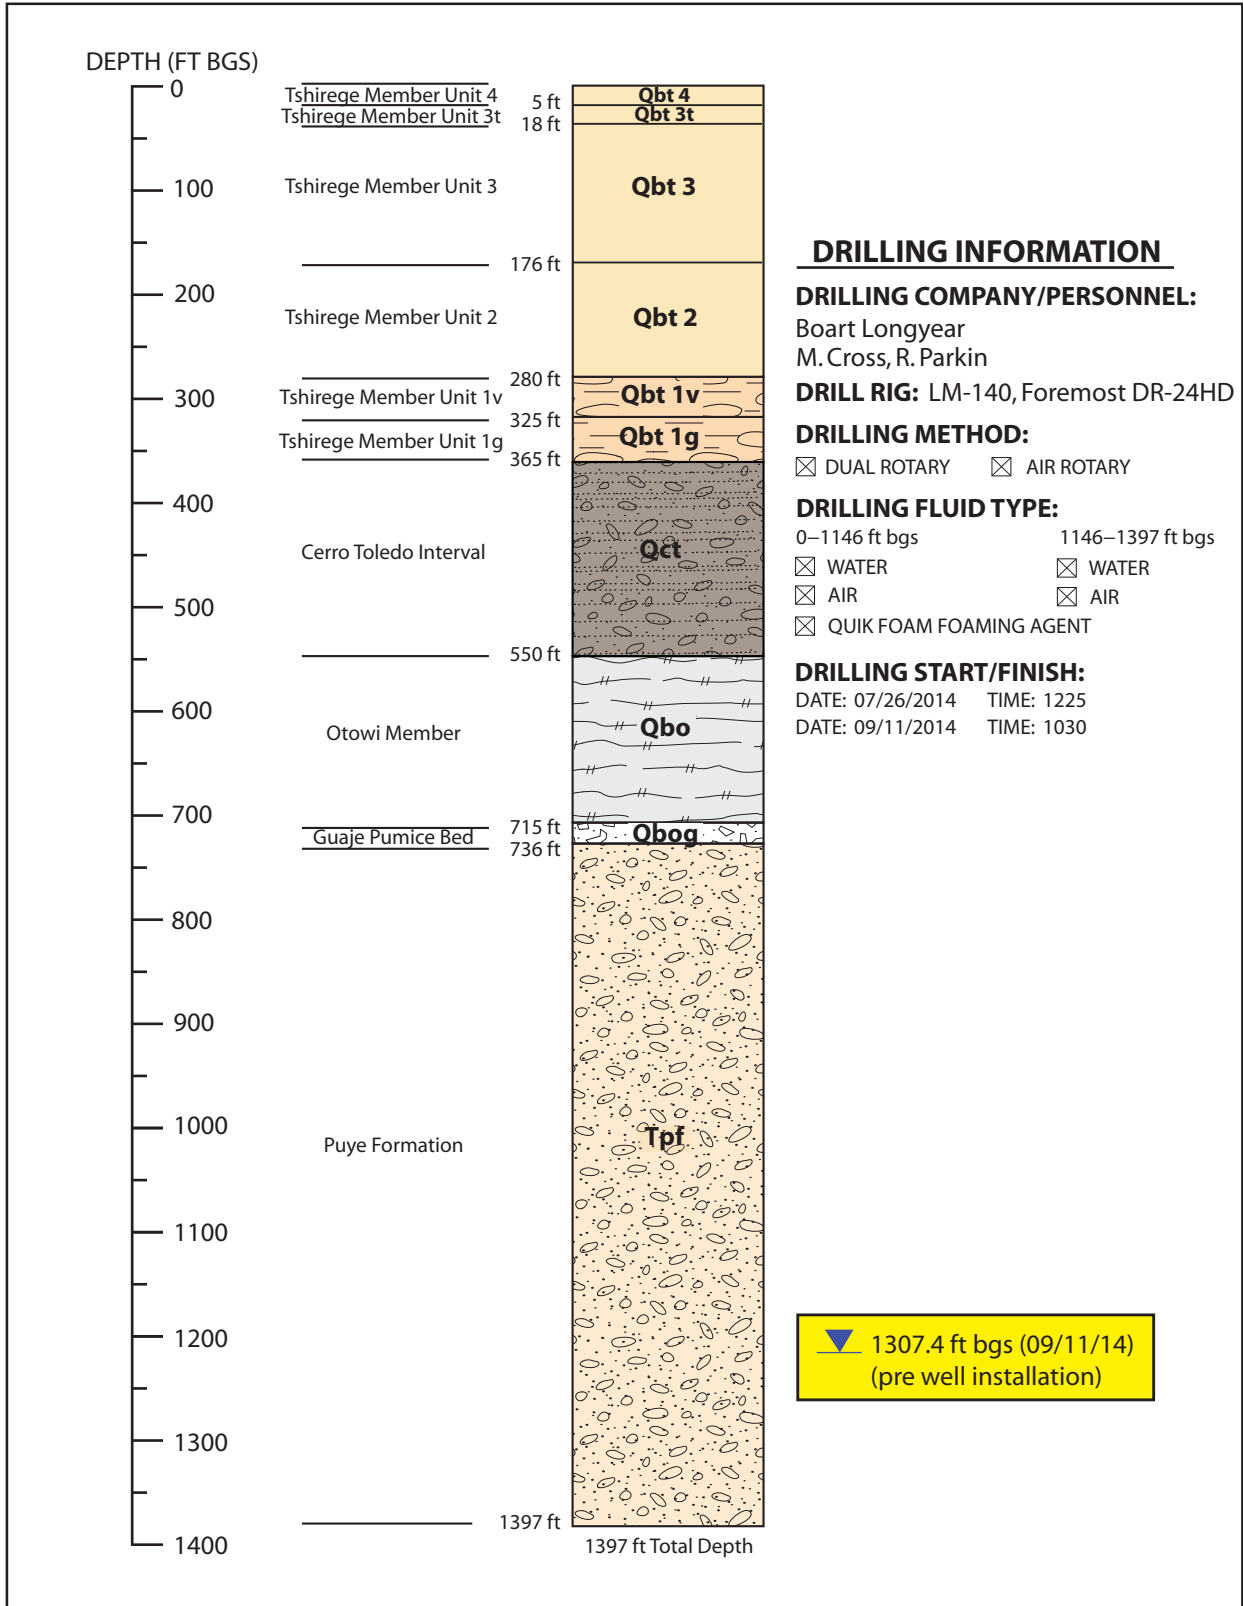 DEPTH (FT BGS)
0
100
200
300
400
500
600
700
800
900
1000
1100
1200
1300
1400
Tshirege Member Unit 4
5 ft
Qbt 4
Tshirege Member Unit 3t
18 ft
Qbt 3t
Tshirege Member Unit 3
Qbt 3
176 ft
Tshirege Member Unit 2
Qbt 2
280 ft
Tshirege Member Unit 1v
Qbt 1v
325 ft
Tshirege Member Unit 1g
Qbt 1g
365 ft
Cerro Toledo Interval
Qct
550 ft
Otowi Member
Qbo
715 ft
Guaje Pumice Bed
Qbog
736 ft
Puye Formation
Tpf
1397 ft
1397 ft Total Depth
DRILLING INFORMATION
DRILLING COMPANY/PERSONNEL:
Boart Longyear
M. Cross, R. Parkin
DRILL RIG: LM-140, Foremost DR-24HD
DRILLING METHOD:
DUAL ROTARY AIR ROTARY
DRILLING FLUID TYPE:
0–1146 ft bgs 1146–1397 ft bgs
WATER WATER
AIR AIR
QUIK FOAM FOAMING AGENT
DRILLING START/FINISH:
DATE: 07/26/2014 TIME: 1225
DATE: 09/11/2014 TIME: 1030
1307.4 ft bgs (09/11/14)
(pre well installation)